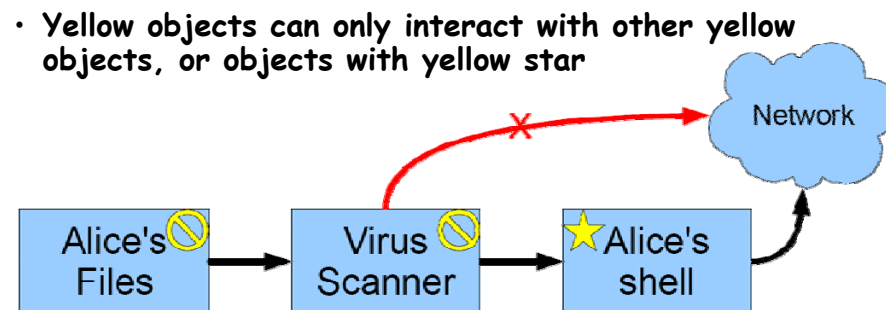 • Yellow objects can only interact with other yellow
objects, or objects with yellow star
Network
X
Alice's
Files
Virus
Scanner
Alice's
shell